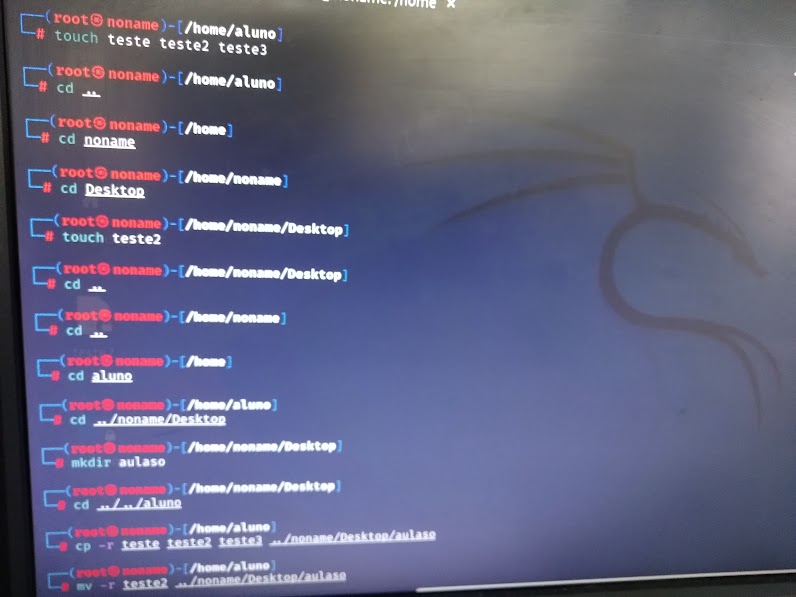 /home ×
┌──(root㉿noname)-[/home/aluno]
└─# touch teste teste2 teste3
┌──(root㉿noname)-[/home/aluno]
└─# cd ..
┌──(root㉿noname)-[/home]
└─# cd noname
┌──(root㉿noname)-[/home/noname]
└─# cd Desktop
┌──(root㉿noname)-[/home/noname/Desktop]
└─# touch teste2
┌──(root㉿noname)-[/home/noname/Desktop]
└─# cd ..
┌──(root㉿noname)-[/home/noname]
└─# cd ..
┌──(root㉿noname)-[/home]
└─# cd aluno
┌──(root㉿noname)-[/home/aluno]
└─# cd ../noname/Desktop
┌──(root㉿noname)-[/home/noname/Desktop]
└─# mkdir aulaso
┌──(root㉿noname)-[/home/noname/Desktop]
└─# cd ../../aluno
┌──(root㉿noname)-[/home/aluno]
└─# cp -r teste teste2 teste3 ../noname/Desktop/aulaso
┌──(root㉿noname)-[/home/aluno]
└─# mv -r teste2 ../noname/Desktop/aulaso